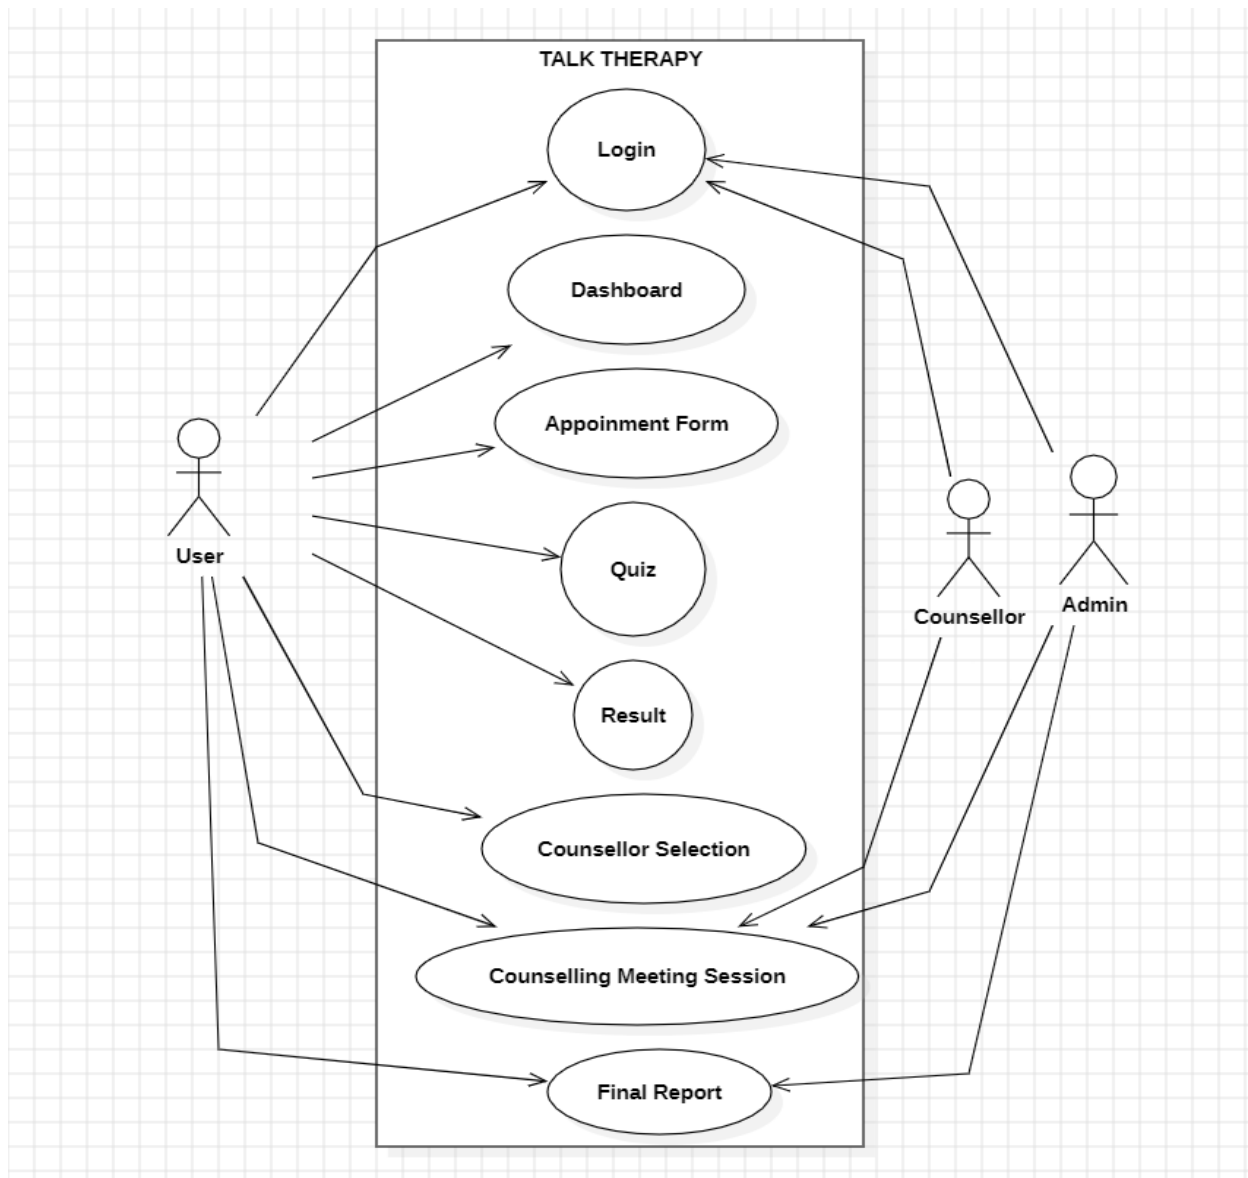 TALK THERAPY
Login
Dashboard
Appoinment Form
Quiz
Result
Counsellor Selection
Counselling Meeting Session
Final Report
User
Counsellor
Admin